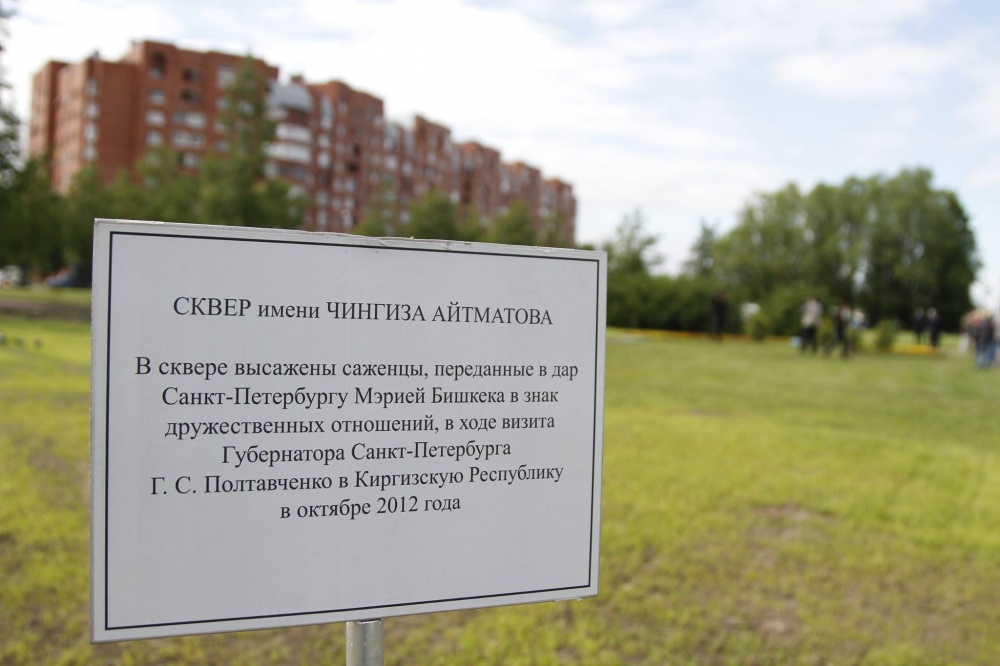 СКВЕР имени ЧИНГИЗА АЙТМАТОВА
В сквере высажены саженцы, переданные в дар
Санкт-Петербургу Мэрией Бишкека в знак
дружественных отношений, в ходе визита
Губернатора Санкт-Петербурга
Г. С. Полтавченко в Киргизскую Республику
в октябре 2012 года